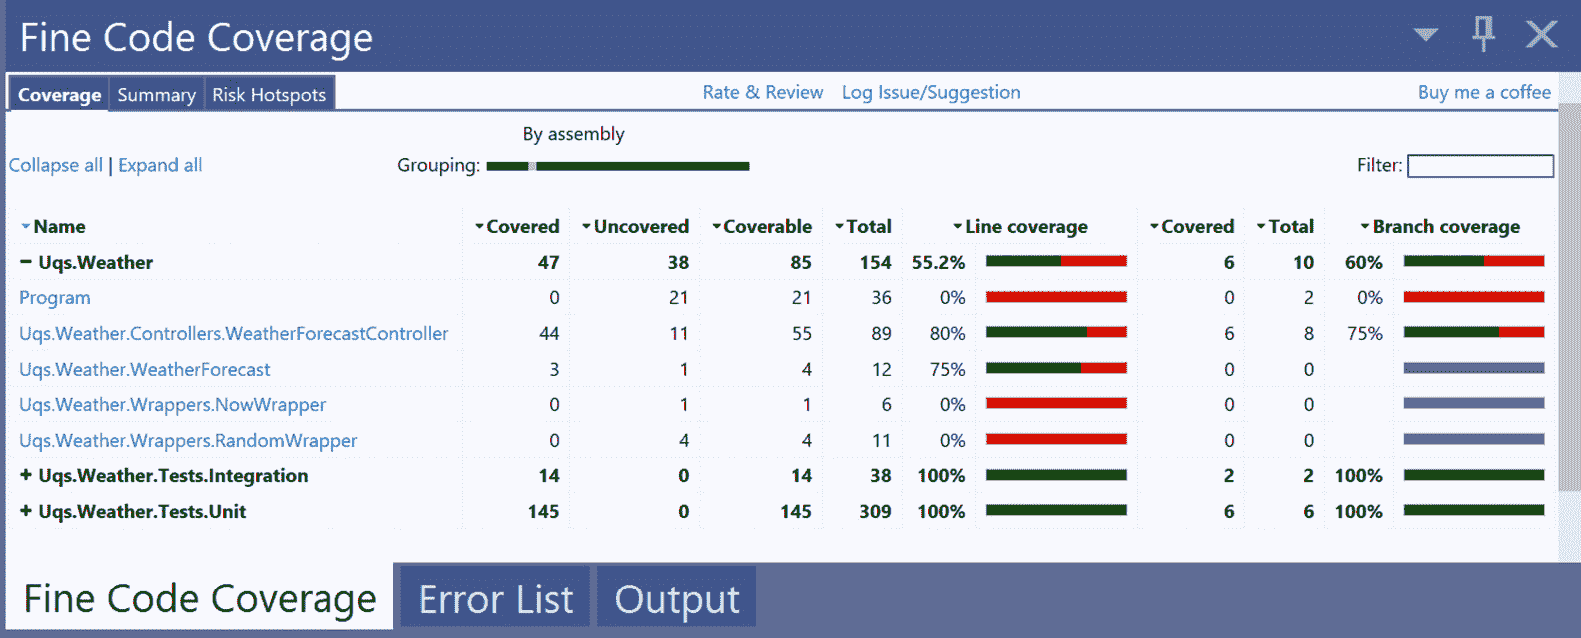 Fine Code Coverage
Coverage Summary Risk Hotspots Rate & Review Log Issue/Suggestion Buy me a coffee
By assembly
Collapse all | Expand all Grouping: Filter:
Name Covered Uncovered Coverable Total Line coverage Covered Total Branch coverage
− Uqs.Weather 47 38 85 154 55.2% 6 10 60%
Program 0 21 21 36 0% 0 2 0%
Uqs.Weather.Controllers.WeatherForecastController 44 11 55 89 80% 6 8 75%
Uqs.Weather.WeatherForecast 3 1 4 12 75% 0 0
Uqs.Weather.Wrappers.NowWrapper 0 1 1 6 0% 0 0
Uqs.Weather.Wrappers.RandomWrapper 0 4 4 11 0% 0 0
+ Uqs.Weather.Tests.Integration 14 0 14 38 100% 2 2 100%
+ Uqs.Weather.Tests.Unit 145 0 145 309 100% 6 6 100%
Fine Code Coverage Error List Output